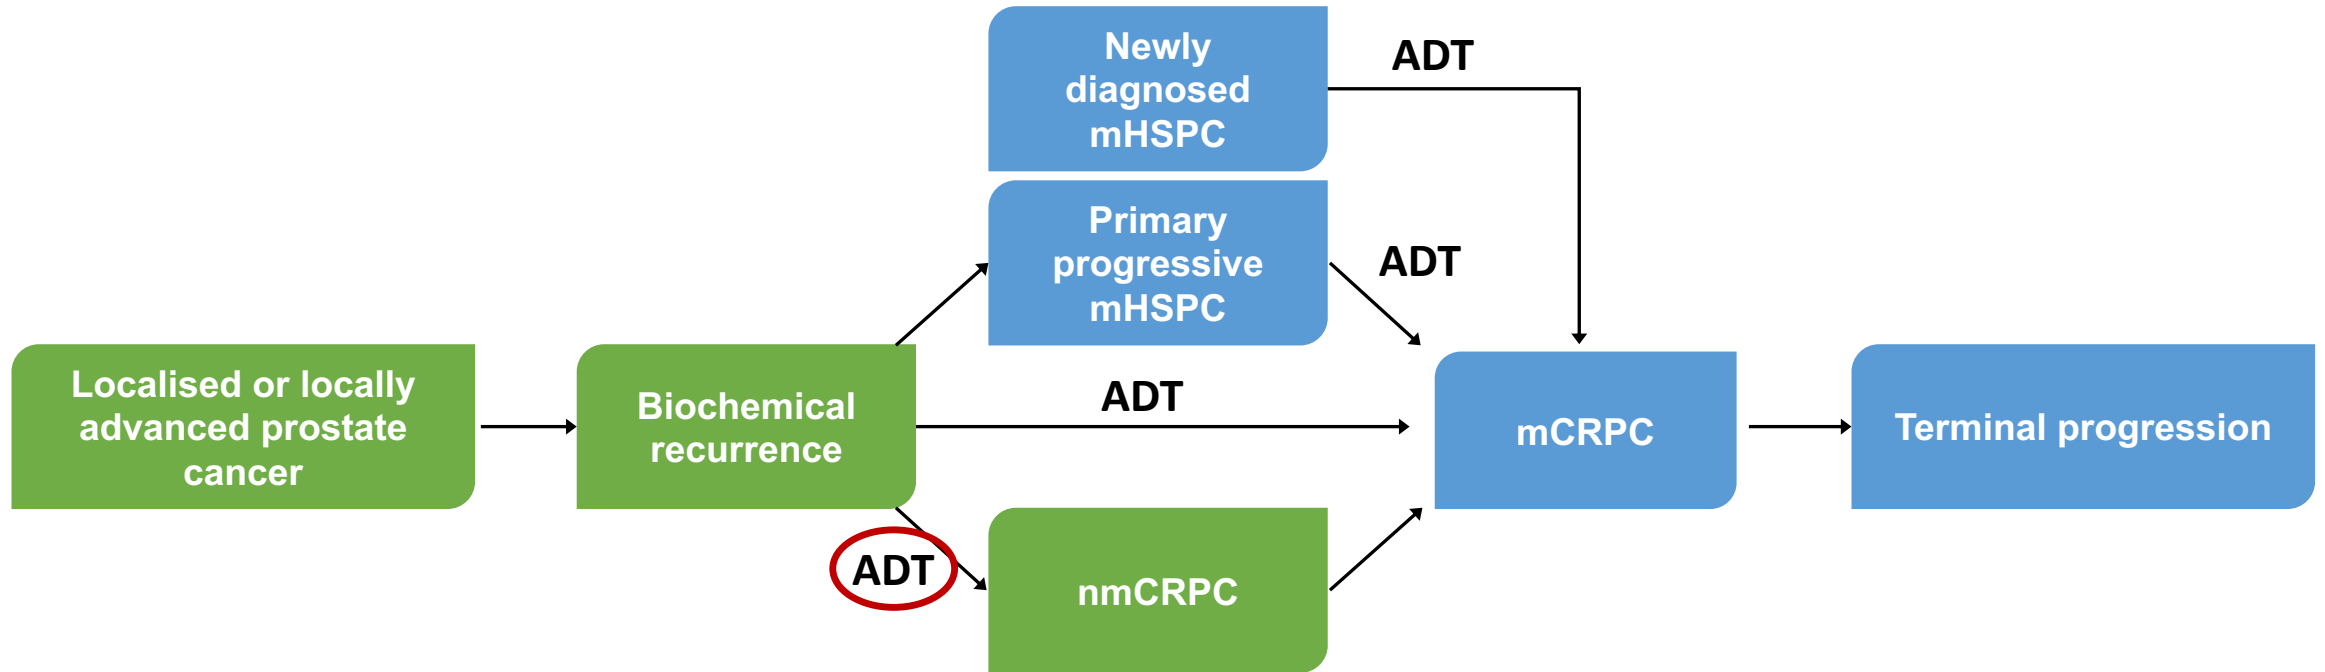 Newly
diagnosed
mHSPC
ADT
Primary
progressive
mHSPC
ADT
Localised or locally
advanced prostate
cancer
Biochemical
recurrence
ADT
mCRPC
Terminal progression
ADT
nmCRPC